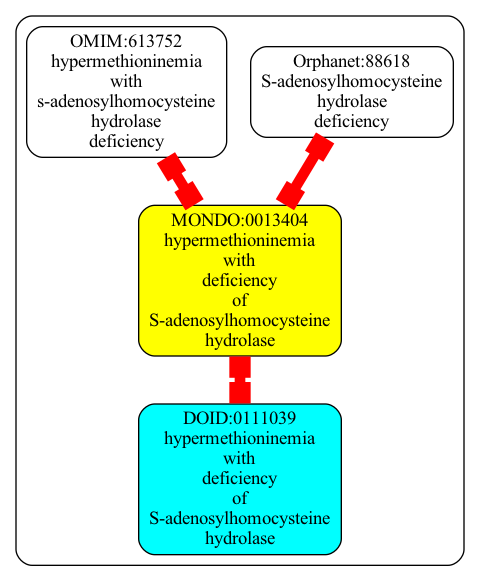 OMIM:613752
hypermethioninemia
with
s-adenosylhomocysteine
hydrolase
deficiency
Orphanet:88618
S-adenosylhomocysteine
hydrolase
deficiency
MONDO:0013404
hypermethioninemia
with
deficiency
of
S-adenosylhomocysteine
hydrolase
DOID:0111039
hypermethioninemia
with
deficiency
of
S-adenosylhomocysteine
hydrolase